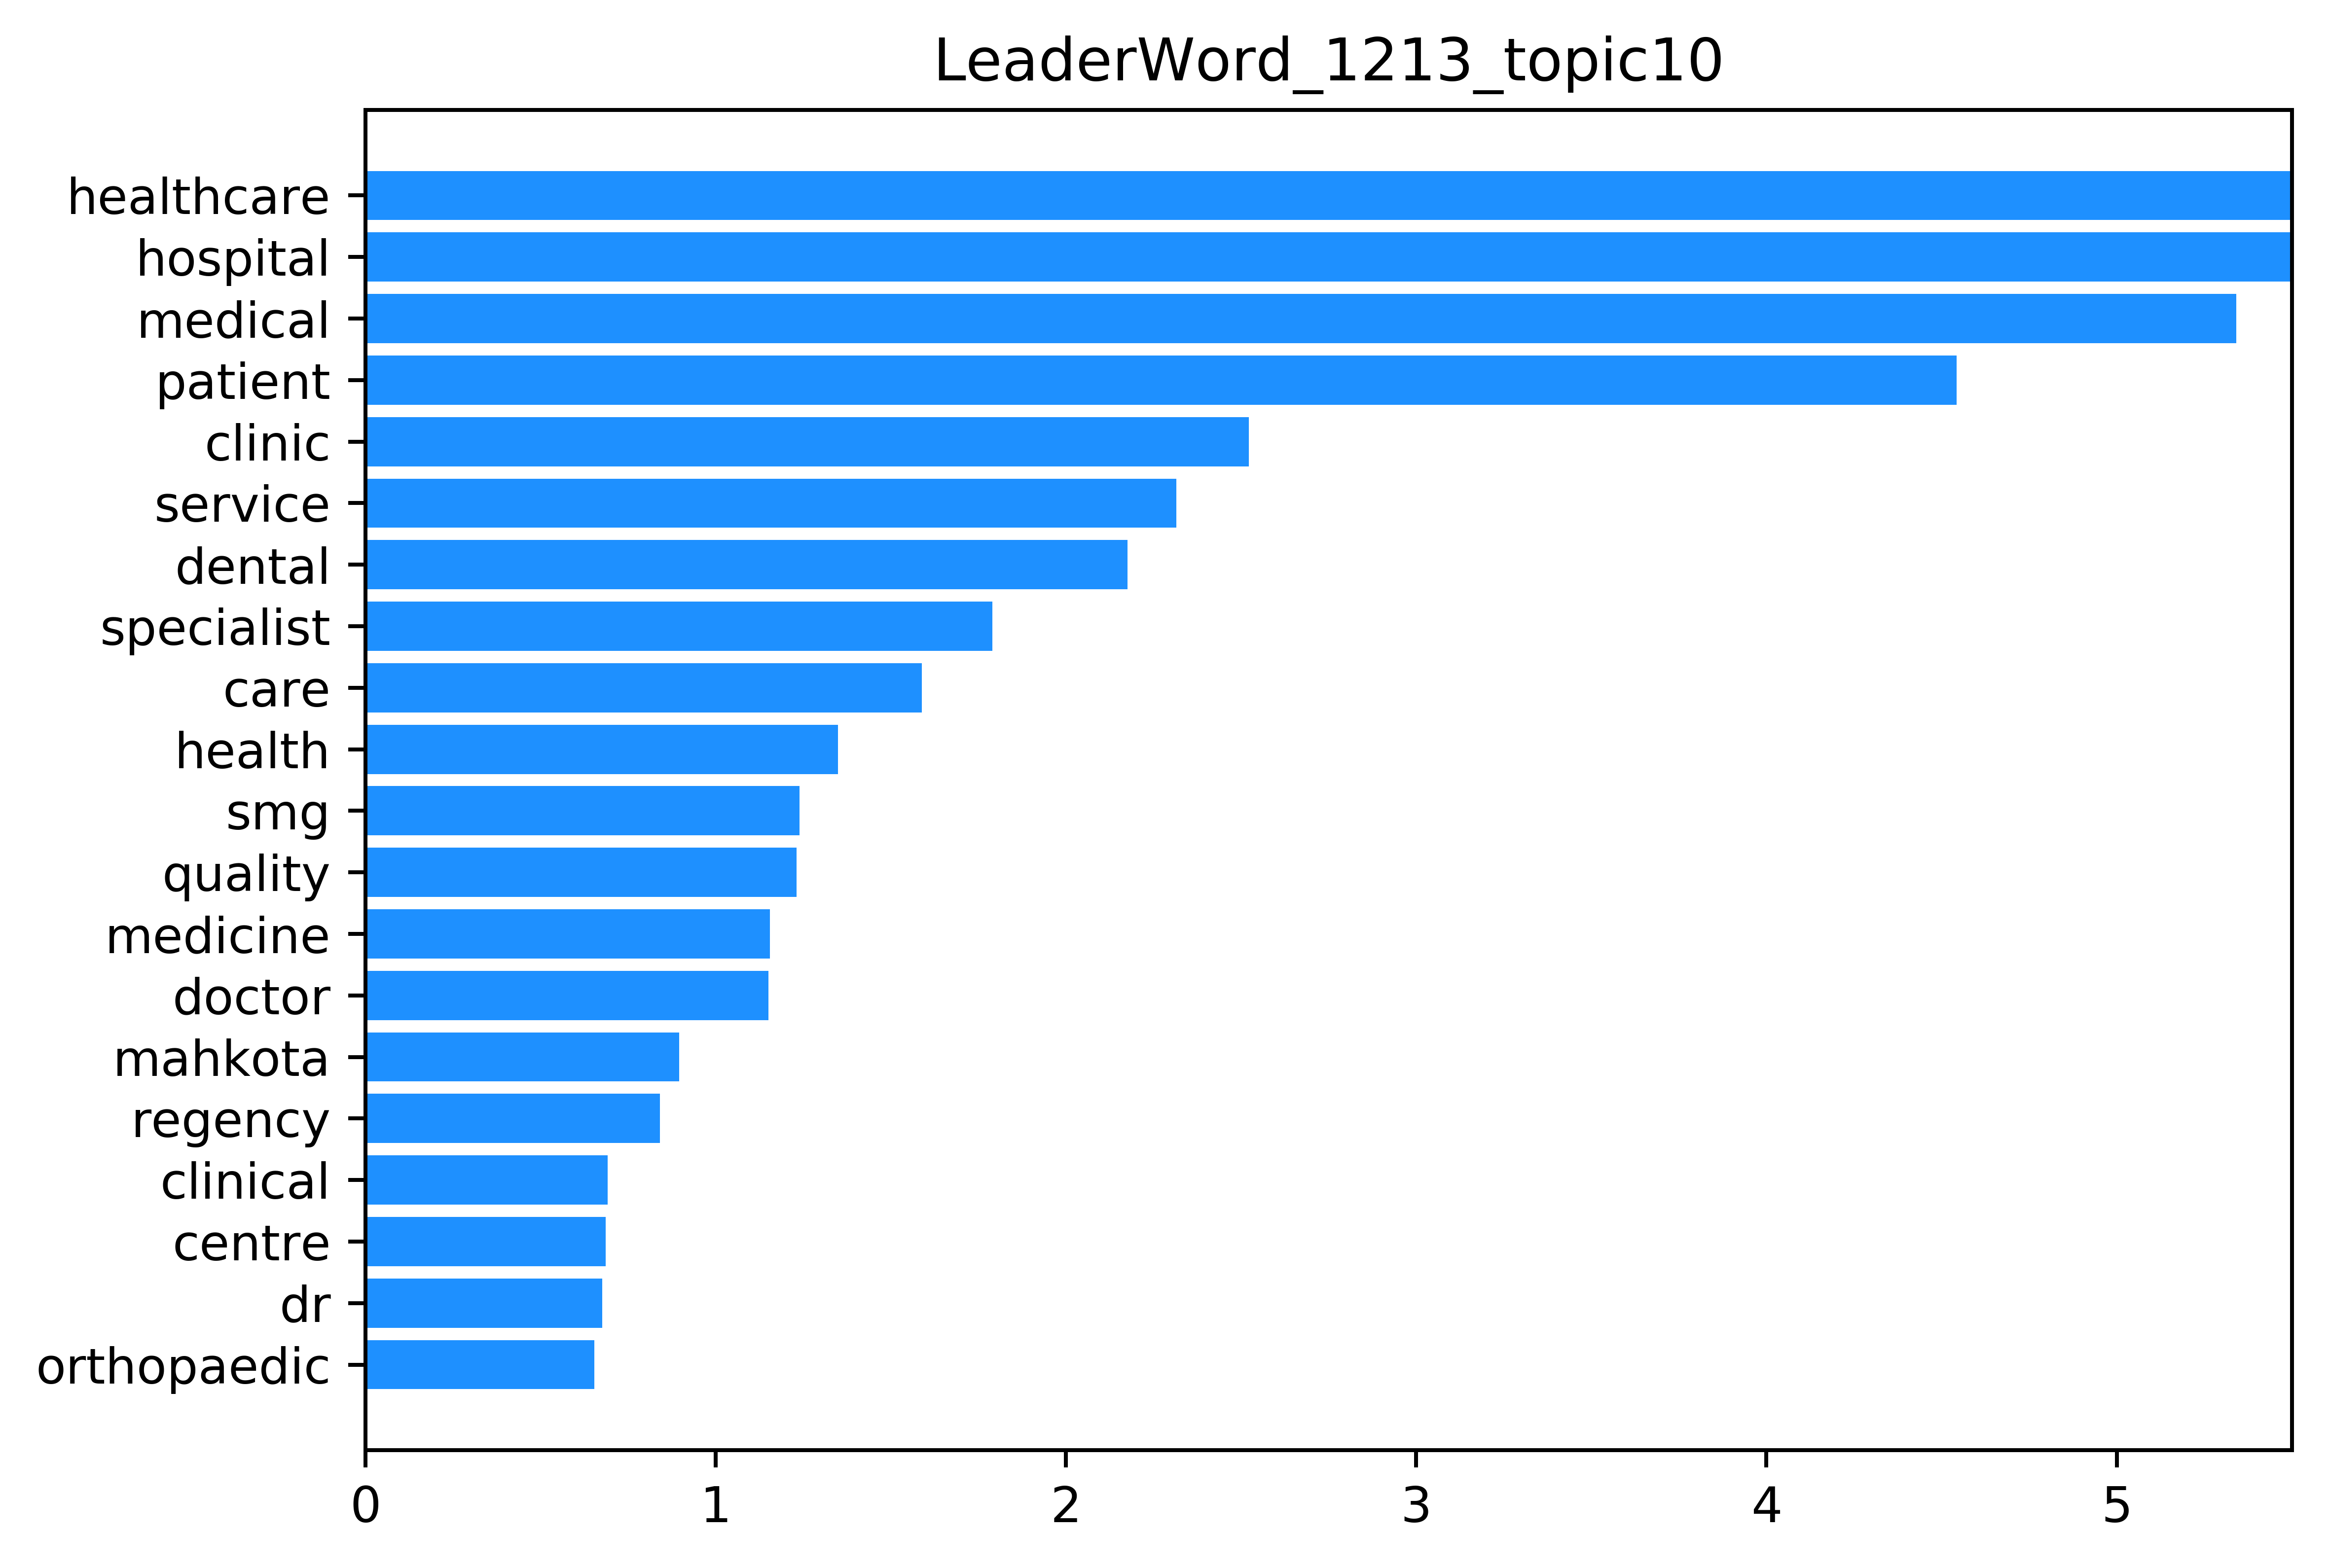 LeaderWord_1213_topic10
healthcare
hospital
medical
patient
clinic
service
dental
specialist
care
health
smg
quality
medicine
doctor
mahkota
regency
clinical
centre
dr
orthopaedic
0 1 2 3 4 5